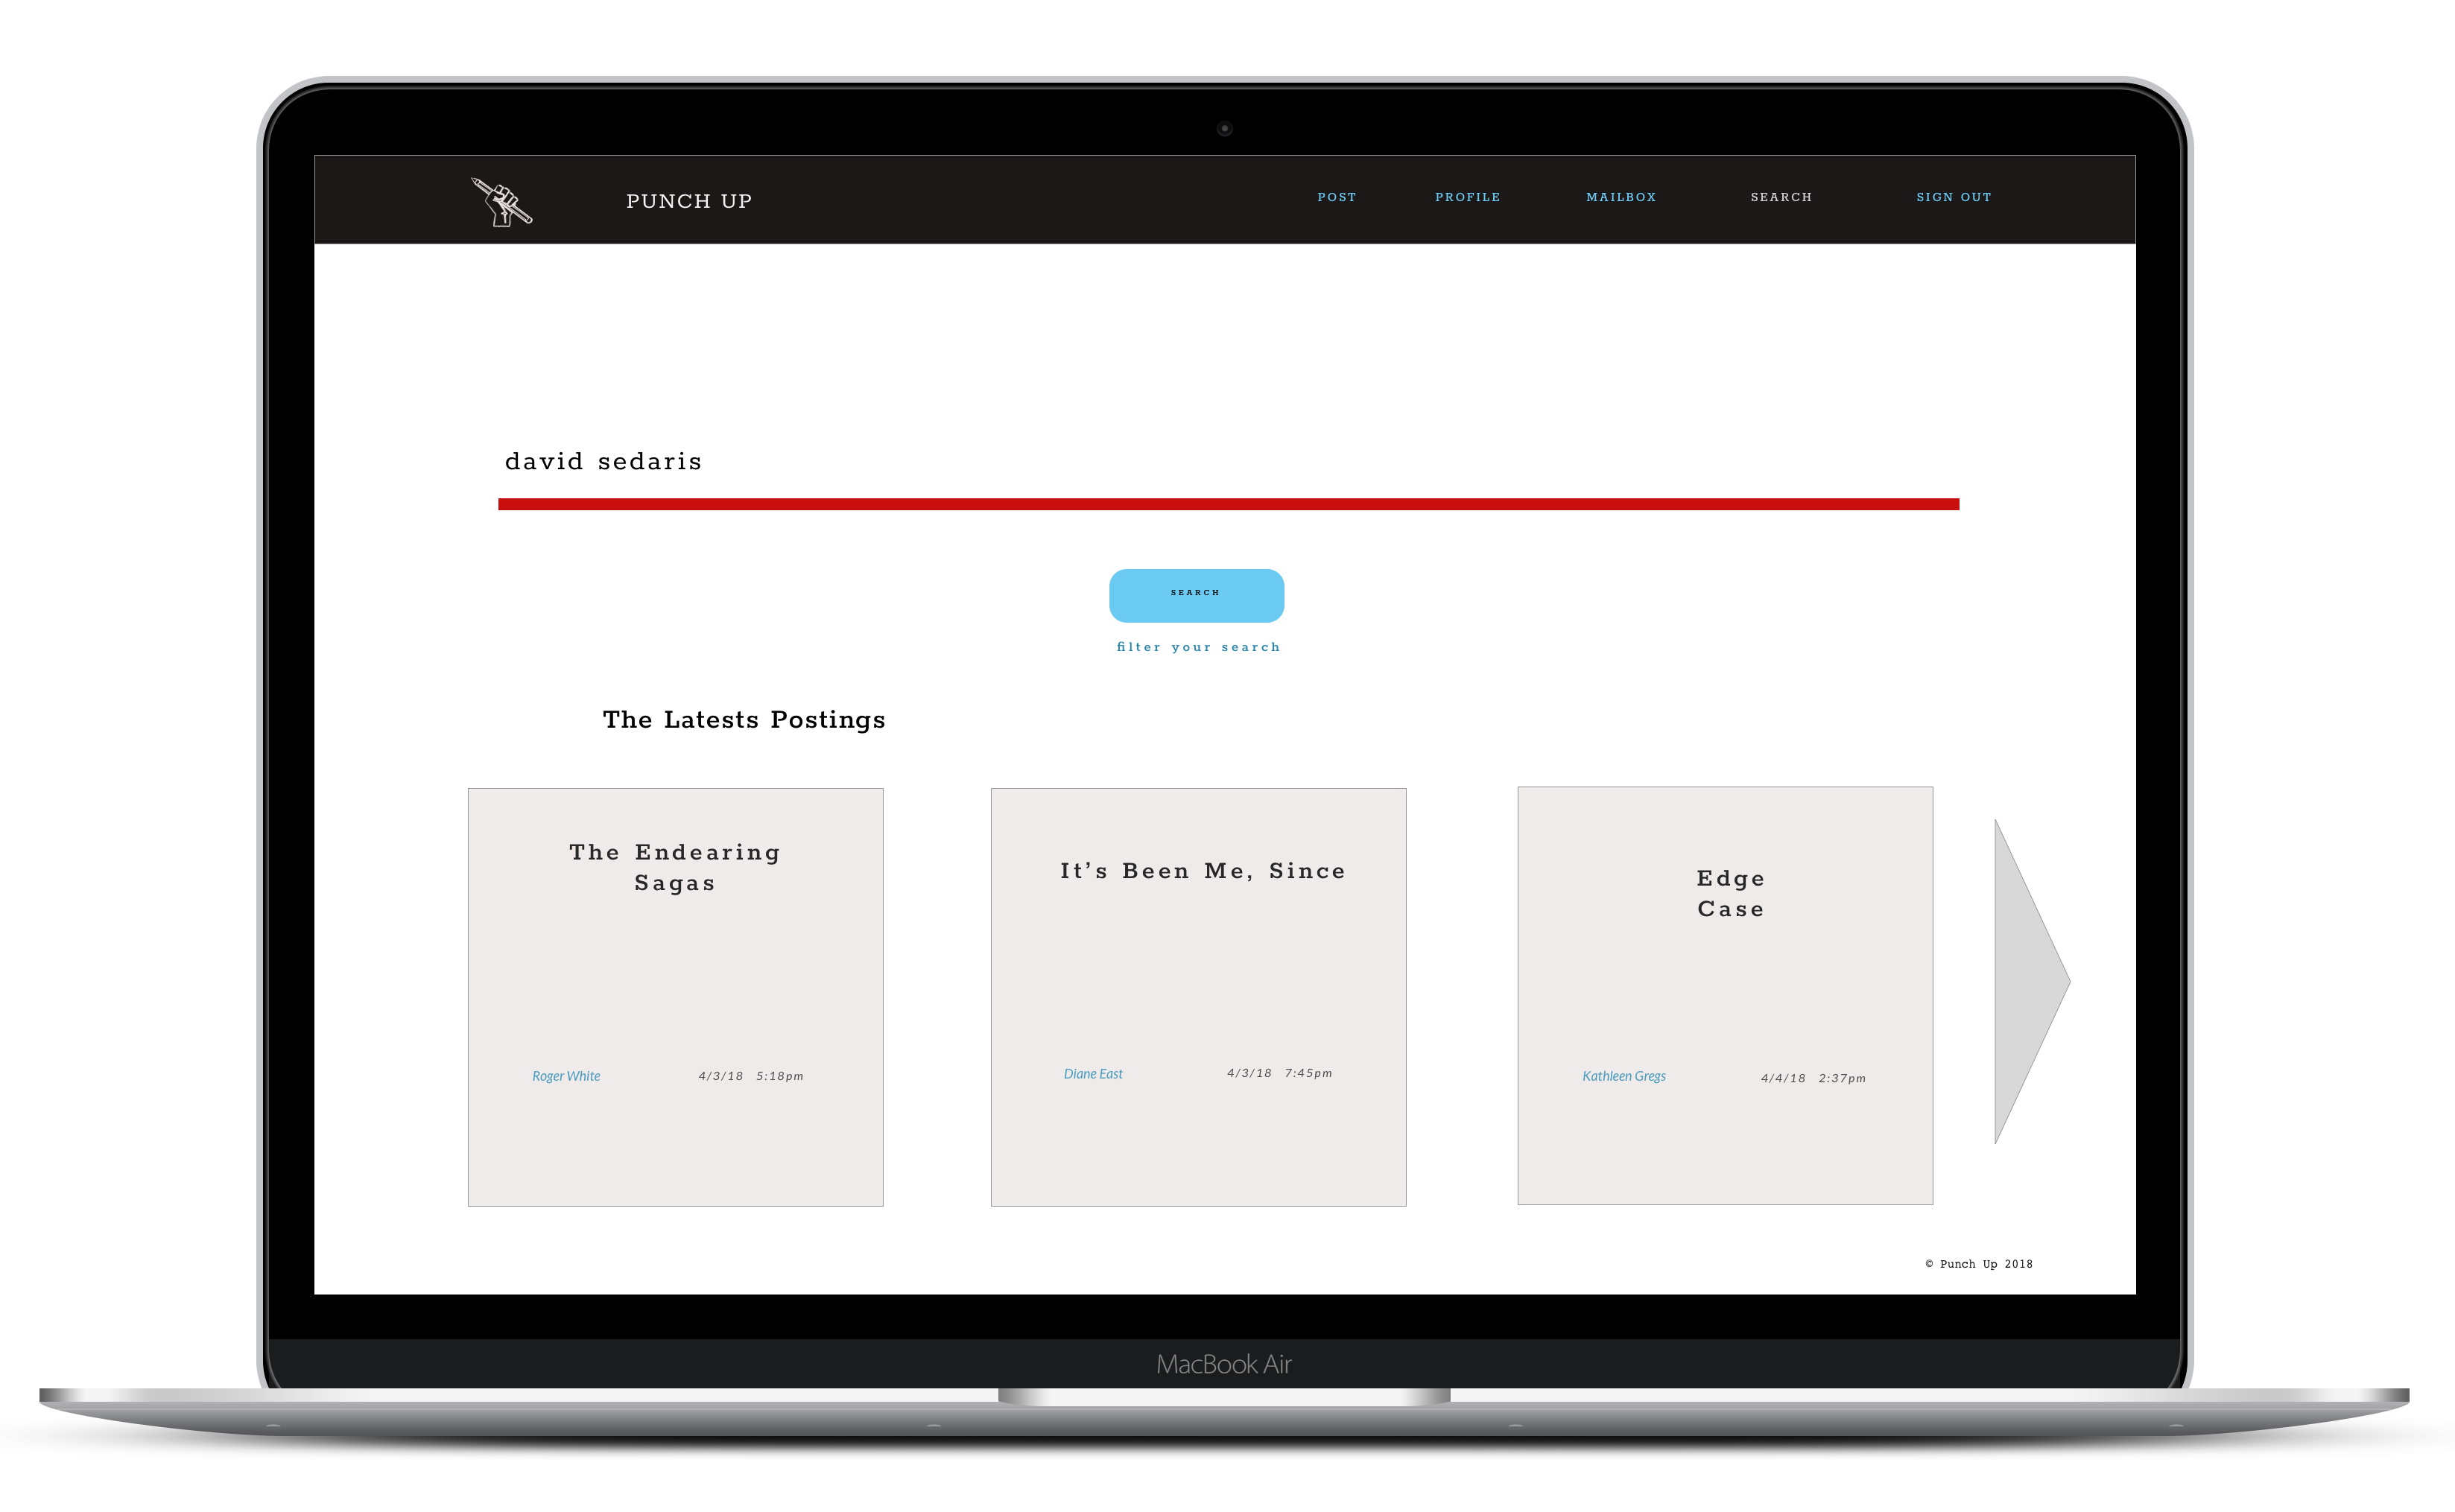 PUNCH UP
POST PROFILE MAILBOX SEARCH SIGN OUT
david sedaris
SEARCH
filter your search
The Latests Postings
The Endearing
Sagas
Roger White 4/3/18 5:18pm
It's Been Me, Since
Diane East 4/3/18 7:45pm
Edge
Case
Kathleen Gregs 4/4/18 2:37pm
© Punch Up 2018
MacBook Air